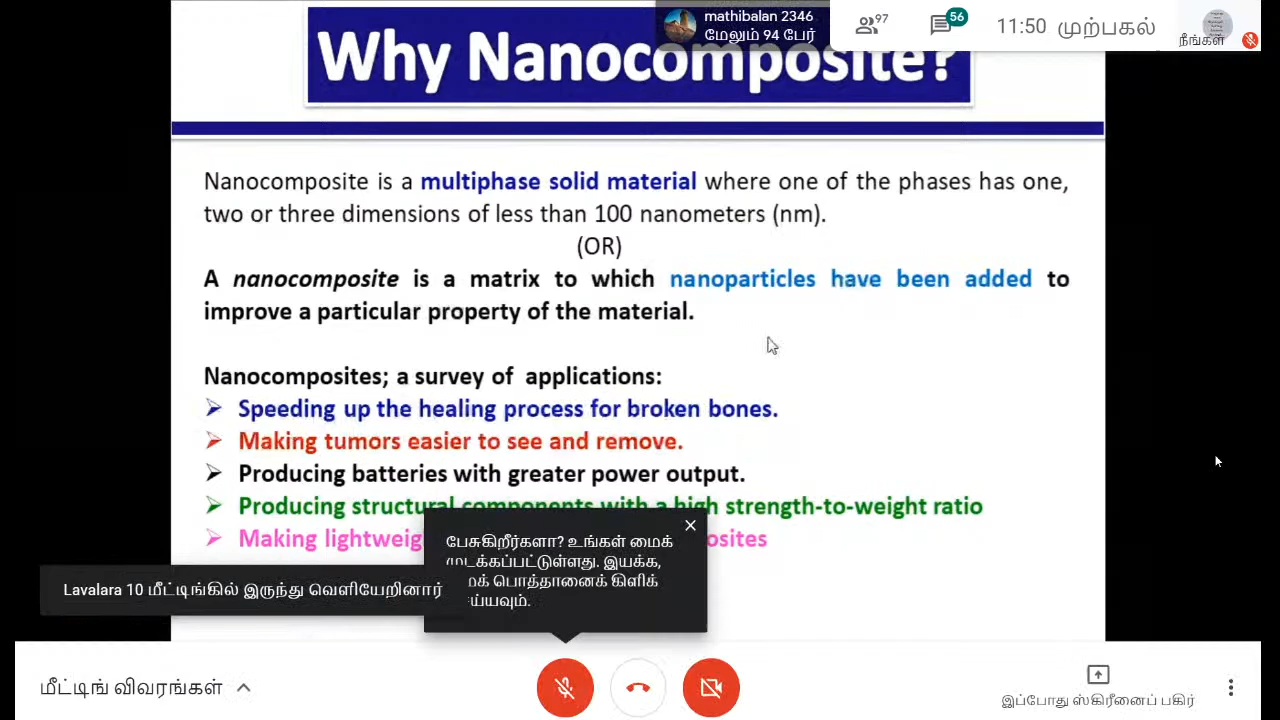 mathibalan 2346
மேலும் 94 பேர்
97
56
11:50 முற்பகல்
நீங்கள்
Why Nanocomposite?
Nanocomposite is a multiphase solid material where one of the phases has one,
two or three dimensions of less than 100 nanometers (nm).
(OR)
A nanocomposite is a matrix to which nanoparticles have been added to
improve a particular property of the material.
Nanocomposites; a survey of applications:
Speeding up the healing process for broken bones.
Making tumors easier to see and remove.
Producing batteries with greater power output.
Producing structural components with a high strength-to-weight ratio
Making
பேசுகிறீர்களா? உங்கள் மைக்
முடக்கப்பட்டுள்ளது. இயக்க,
பொத்தானைக் கிளிக்
Lavalara 10 மீட்டிங்கில் இருந்து வெளியேறினார்
மீட்டிங் விவரங்கள்
இப்போது ஸ்கிரீனைப் பகிர்